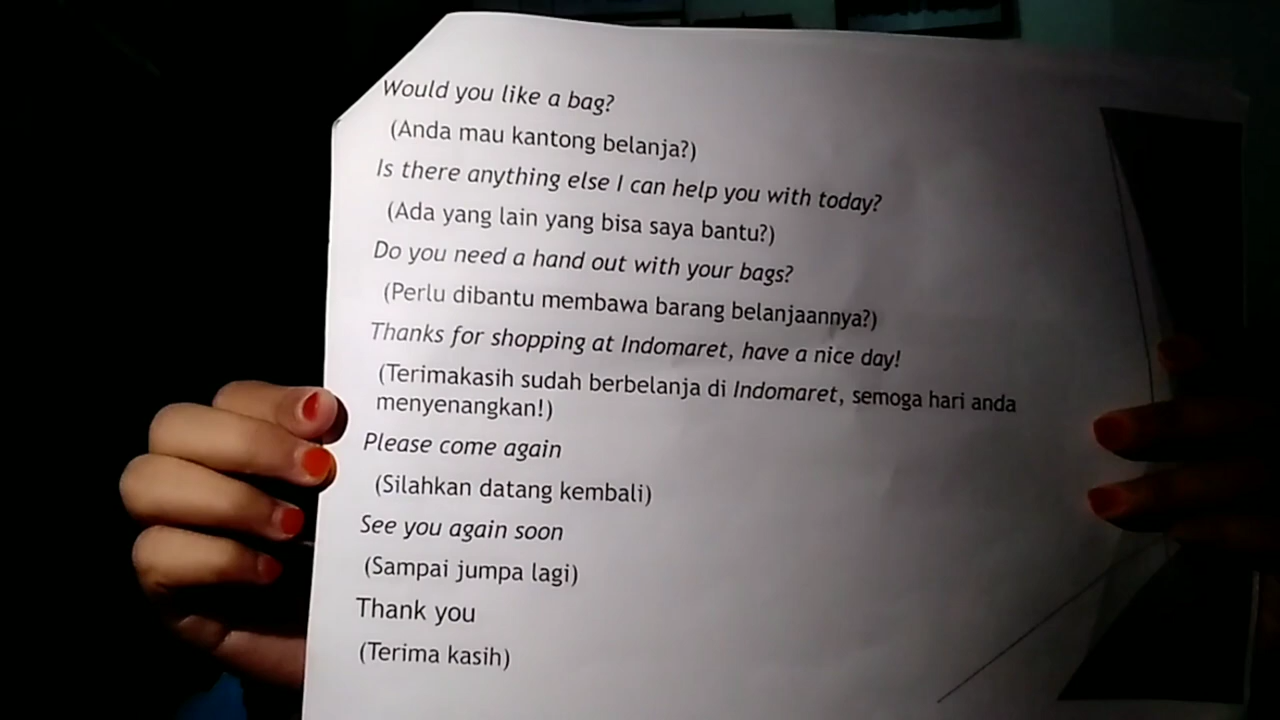 Would you like a bag?
(Anda mau kantong belanja?)
Is there anything else I can help you with today?
(Ada yang lain yang bisa saya bantu?)
Do you need a hand out with your bags?
(Perlu dibantu membawa barang belanjaannya?)
Thanks for shopping at Indomaret, have a nice day!
(Terimakasih sudah berbelanja di Indomaret, semoga hari anda
menyenangkan!)
Please come again
(Silahkan datang kembali)
See you again soon
(Sampai jumpa lagi)
Thank you
(Terima kasih)